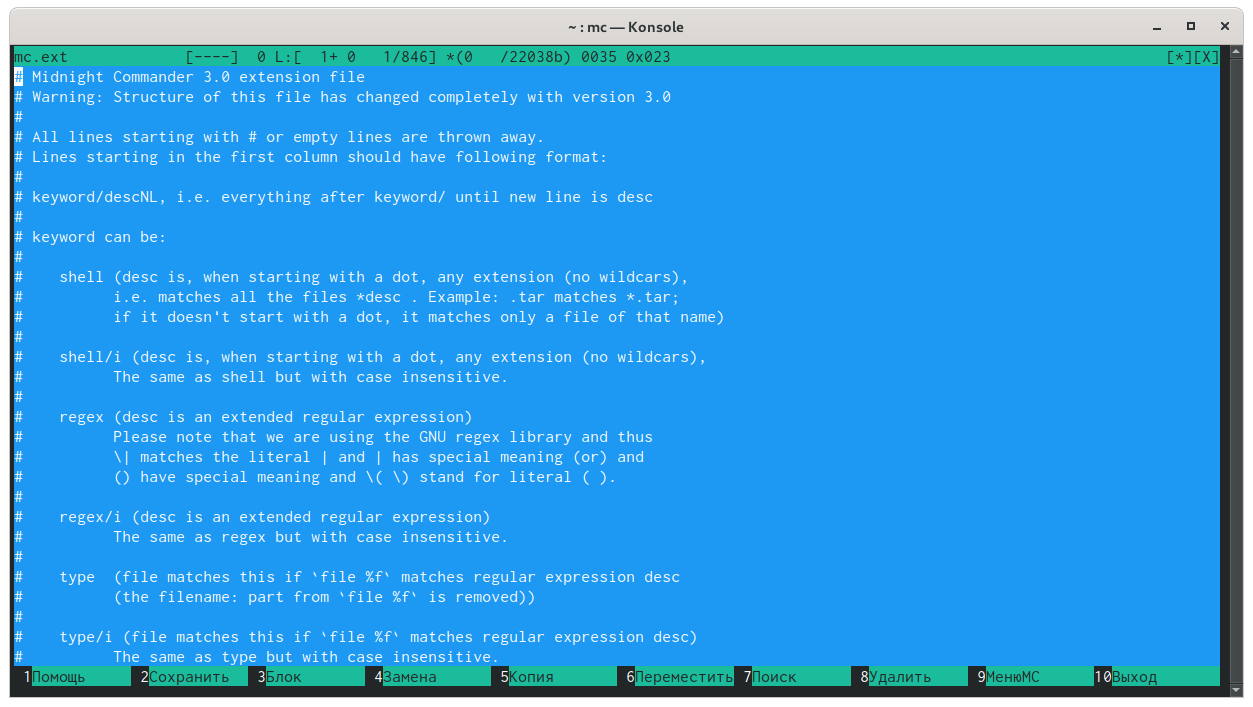 ~ : mc — Konsole
mc.ext             [----]  0 L:[  1+ 0   1/846] *(0   /22038b) 0035 0x023 [*][X]
# Midnight Commander 3.0 extension file
# Warning: Structure of this file has changed completely with version 3.0
#
# All lines starting with # or empty lines are thrown away.
# Lines starting in the first column should have following format:
#
# keyword/descNL, i.e. everything after keyword/ until new line is desc
#
# keyword can be:
#
#    shell (desc is, when starting with a dot, any extension (no wildcars),
#          i.e. matches all the files *desc . Example: .tar matches *.tar;
#          if it doesn't start with a dot, it matches only a file of that name)
#
#    shell/i (desc is, when starting with a dot, any extension (no wildcars),
#          The same as shell but with case insensitive.
#
#    regex (desc is an extended regular expression)
#          Please note that we are using the GNU regex library and thus
#          \| matches the literal | and | has special meaning (or) and
#          () have special meaning and \( \) stand for literal ( ).
#
#    regex/i (desc is an extended regular expression)
#          The same as regex but with case insensitive.
#
#    type  (file matches this if `file %f` matches regular expression desc
#          (the filename: part from `file %f` is removed))
#
#    type/i (file matches this if `file %f` matches regular expression desc)
#          The same as type but with case insensitive.
1Помощь 2Сохранить 3Блок 4Замена 5Копия 6Переместить 7Поиск 8Удалить 9МенюMC 10Выход